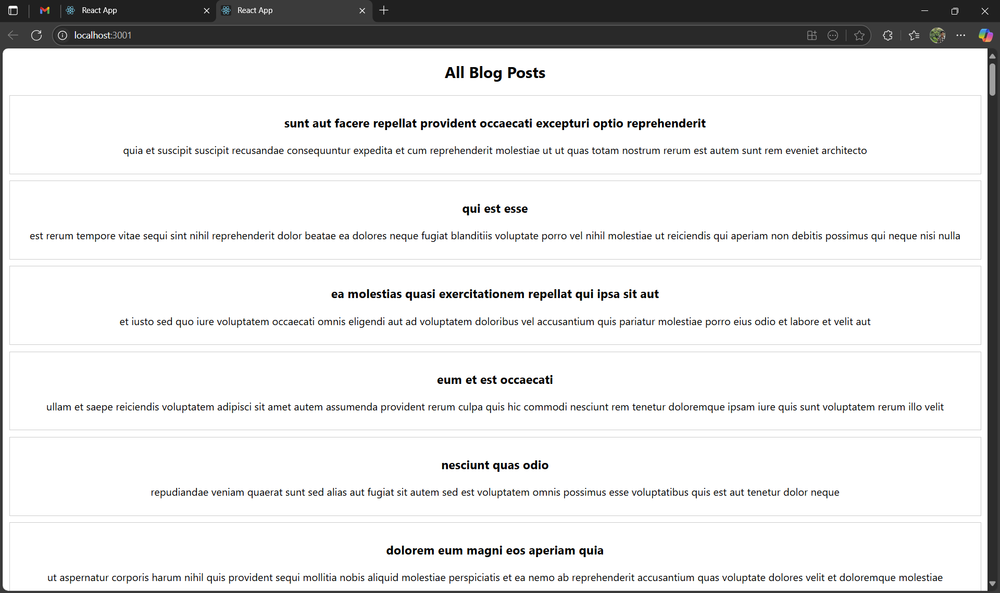 React App
React App
localhost:3001
All Blog Posts
sunt aut facere repellat provident occaecati excepturi optio reprehenderit
quia et suscipit suscipit recusandae consequuntur expedita et cum reprehenderit molestiae ut ut quas totam nostrum rerum est autem sunt rem eveniet architecto
qui est esse
est rerum tempore vitae sequi sint nihil reprehenderit dolor beatae ea dolores neque fugiat blanditiis voluptate porro vel nihil molestiae ut reiciendis qui aperiam non debitis possimus qui neque nisi nulla
ea molestias quasi exercitationem repellat qui ipsa sit aut
et iusto sed quo iure voluptatem occaecati omnis eligendi aut ad voluptatem doloribus vel accusantium quis pariatur molestiae porro eius odio et labore et velit aut
eum et est occaecati
ullam et saepe reiciendis voluptatem adipisci sit amet autem assumenda provident rerum culpa quis hic commodi nesciunt rem tenetur doloremque ipsam iure quis sunt voluptatem rerum illo velit
nesciunt quas odio
repudiandae veniam quaerat sunt sed alias aut fugiat sit autem sed est voluptatem omnis possimus esse voluptatibus quis est aut tenetur dolor neque
dolorem eum magni eos aperiam quia
ut aspernatur corporis harum nihil quis provident sequi mollitia nobis aliquid molestiae perspiciatis et ea nemo ab reprehenderit accusantium quas voluptate dolores velit et doloremque molestiae